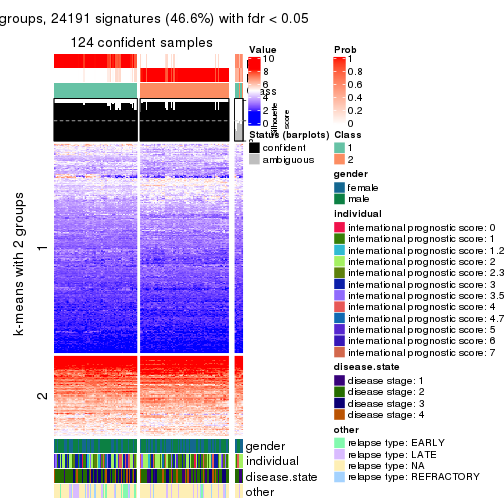 groups, 24191 signatures (46.6%) with fdr < 0.05
124 confident samples
k-means with 2 groups
1
2
Value
10
8
6
4
2
0
Silhouette
score
Status (barplots)
confident
ambiguous
Prob
1
0.8
0.6
0.4
0.2
0
Class
1
2
gender
female
male
individual
international prognostic score: 0
international prognostic score: 1
international prognostic score: 1.2
international prognostic score: 2
international prognostic score: 2.3
international prognostic score: 3
international prognostic score: 3.5
international prognostic score: 4
international prognostic score: 4.7
international prognostic score: 5
international prognostic score: 6
international prognostic score: 7
disease.state
disease stage: 1
disease stage: 2
disease stage: 3
disease stage: 4
other
relapse type: EARLY
relapse type: LATE
relapse type: NA
relapse type: REFRACTORY
gender
individual
disease.state
other